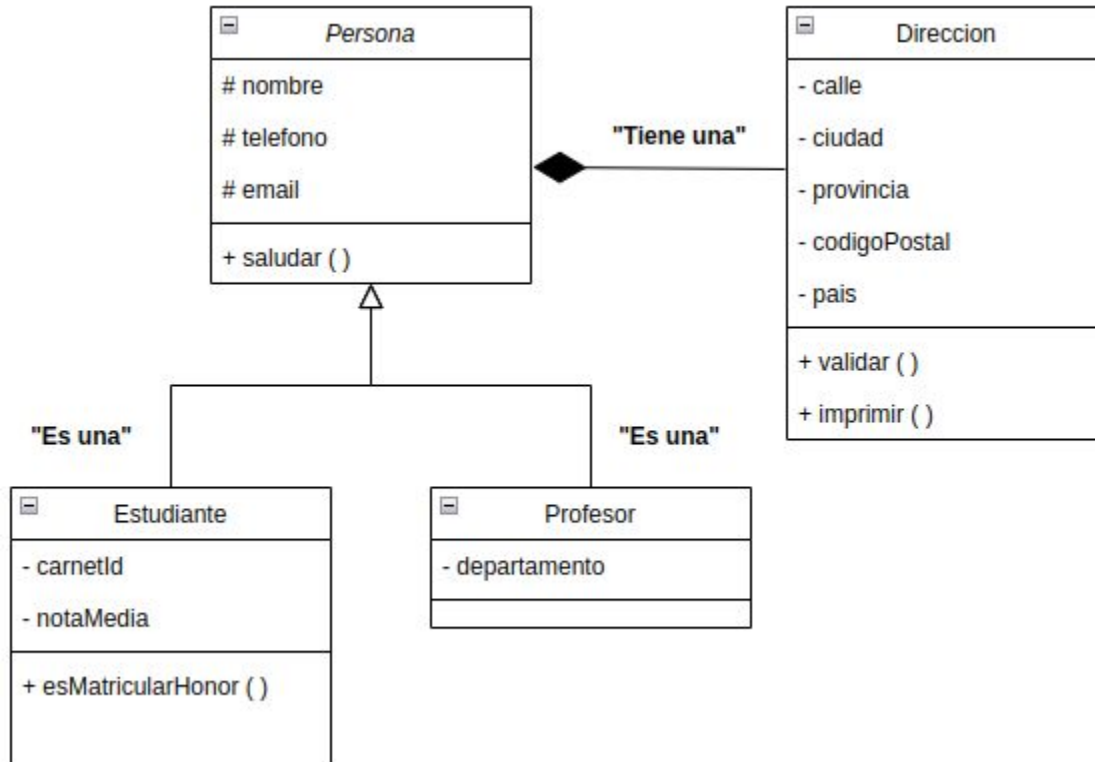 Persona
# nombre
# telefono
# email
+ saludar ( )
"Tiene una"
Direccion
- calle
- ciudad
- provincia
- codigoPostal
- pais
+ validar ( )
+ imprimir ( )
"Es una"
"Es una"
Estudiante
- carnetId
- notaMedia
+ esMatricularHonor ( )
Profesor
- departamento